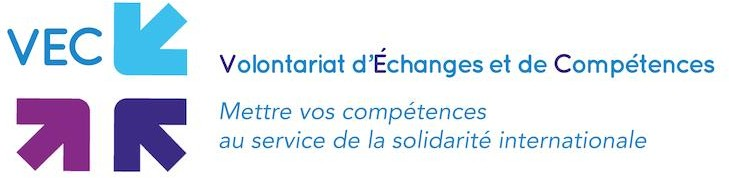 VEC
Volontariat d'Échanges et de Compétences
Mettre vos compétences
au service de la solidarité internationale